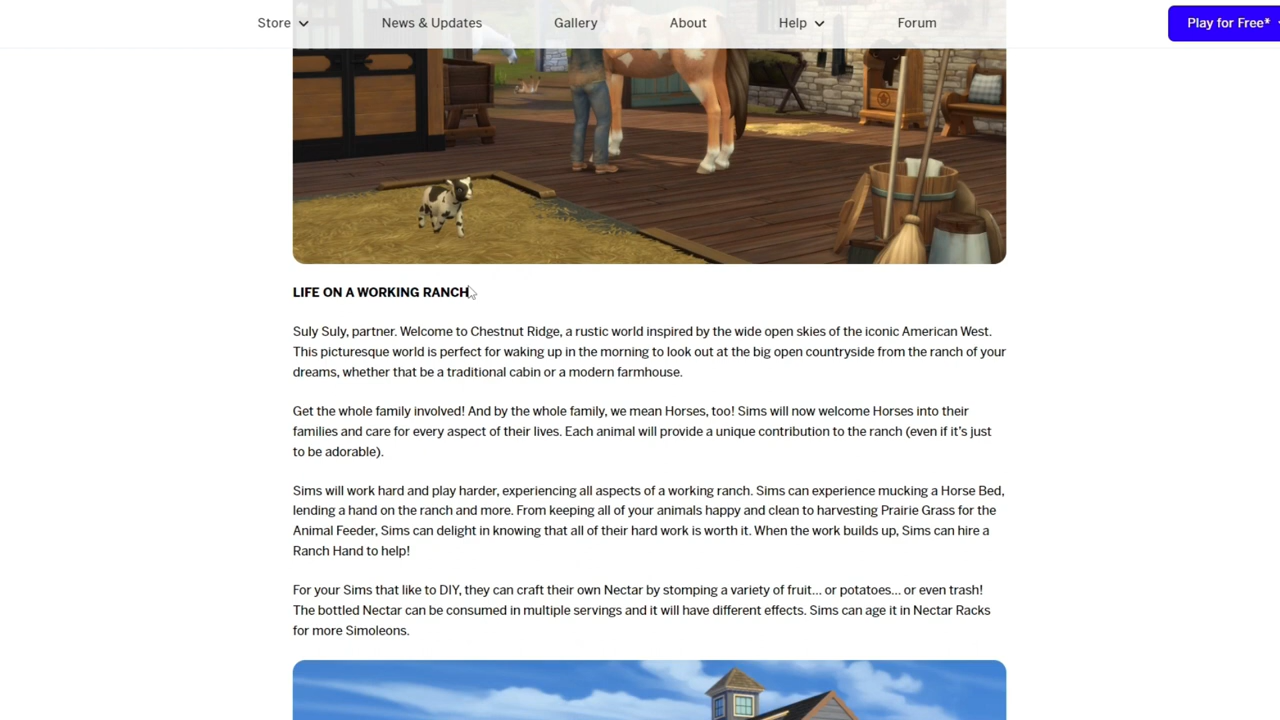 Store
News & Updates
Gallery
About
Help
Forum
Play for Free*
LIFE ON A WORKING RANCH
Suly Suly, partner. Welcome to Chestnut Ridge, a rustic world inspired by the wide open skies of the iconic American West.
This picturesque world is perfect for waking up in the morning to look out at the big open countryside from the ranch of your
dreams, whether that be a traditional cabin or a modern farmhouse.
Get the whole family involved! And by the whole family, we mean Horses, too! Sims will now welcome Horses into their
families and care for every aspect of their lives. Each animal will provide a unique contribution to the ranch (even if it’s just
to be adorable).
Sims will work hard and play harder, experiencing all aspects of a working ranch. Sims can experience mucking a Horse Bed,
lending a hand on the ranch and more. From keeping all of your animals happy and clean to harvesting Prairie Grass for the
Animal Feeder, Sims can delight in knowing that all of their hard work is worth it. When the work builds up, Sims can hire a
Ranch Hand to help!
For your Sims that like to DIY, they can craft their own Nectar by stomping a variety of fruit... or potatoes... or even trash!
The bottled Nectar can be consumed in multiple servings and it will have different effects. Sims can age it in Nectar Racks
for more Simoleons.